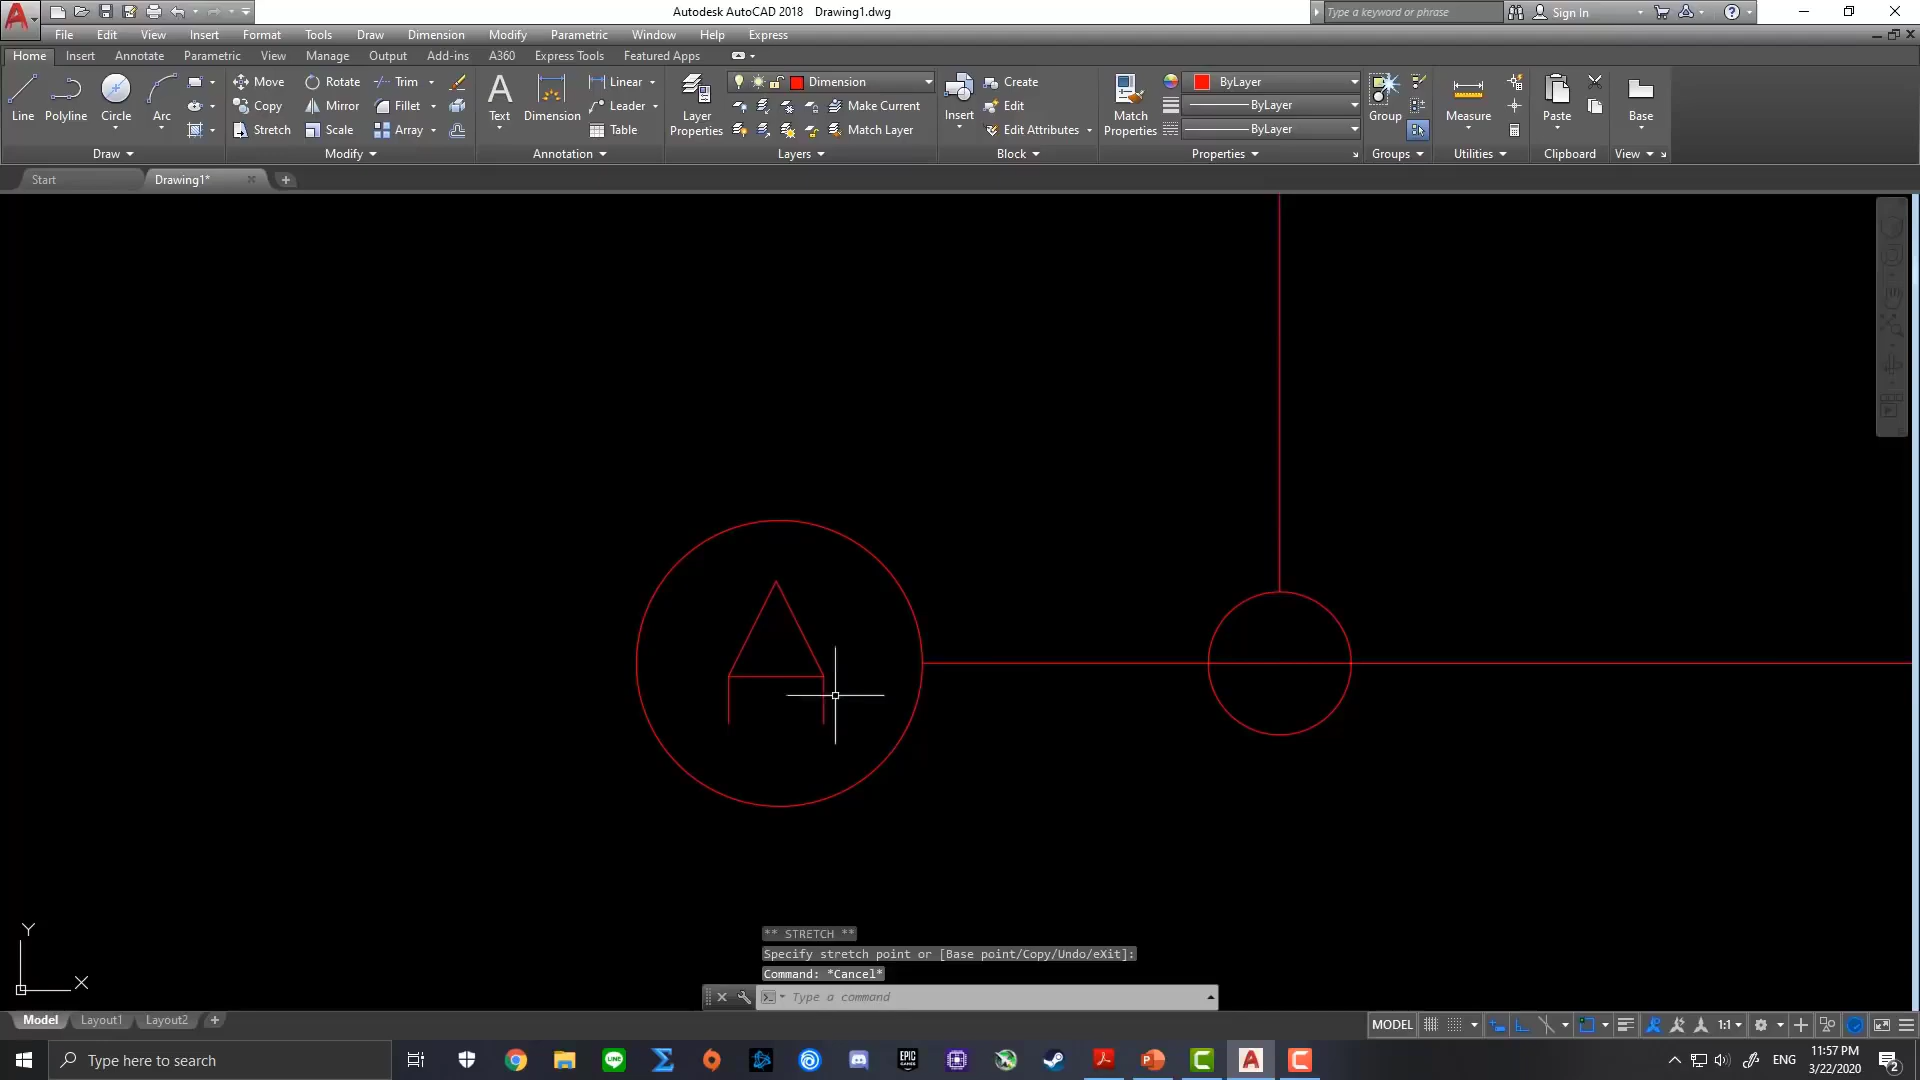 Autodesk AutoCAD 2018 Drawing1.dwg
Type a keyword or phrase
Sign In
File Edit View Insert Format Tools Draw Dimension Modify Parametric Window Help Express
Home Insert Annotate Parametric View Manage Output Add-ins A360 Express Tools Featured Apps
Line Polyline Circle Arc
Move Rotate Trim
Copy Mirror Fillet
Stretch Scale Array
Text Dimension
Linear
Leader
Table
Layer Properties
Dimension
Make Current
Match Layer
Insert
Create
Edit
Edit Attributes
Match Properties
ByLayer
ByLayer
ByLayer
Group Measure Paste Base
Draw Modify Annotation Layers Block Properties Groups Utilities Clipboard View
Start Drawing1*
A
** STRETCH **
Specify stretch point or [Base point/Copy/Undo/eXit]:
Command: *Cancel*
Type a command
Y
X
Model Layout1 Layout2
MODEL 1:1
Type here to search
EPIC GAMES
ENG
11:57 PM
3/22/2020
2